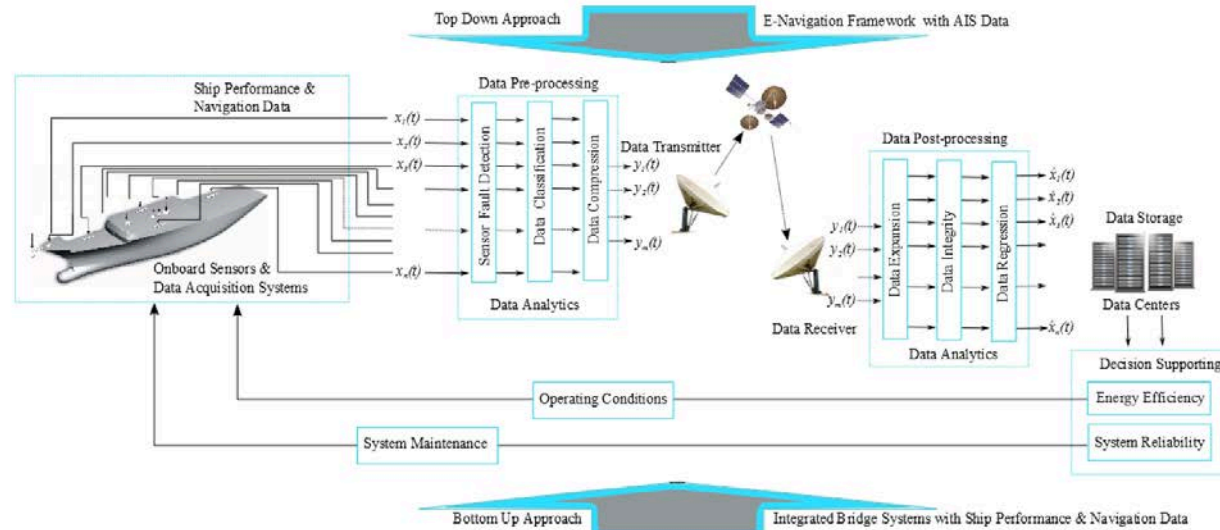 Top Down Approach
E-Navigation Framework with AIS Data
Ship Performance &
Navigation Data
Onboard Sensors &
Data Acquisition Systems
x₁(t)
x₂(t)
x₃(t)
xₙ(t)
Data Pre-processing
Sensor Fault Detection
Data Classification
Data Compression
Data Analytics
y₁(t)
y₂(t)
yₘ(t)
Data Transmitter
Data Receiver
y₁(t)
y₂(t)
yₘ(t)
Data Post-processing
Data Expansion
Data Integrity
Data Regression
Data Analytics
x̂₁(t)
x̂₂(t)
x̂₃(t)
x̂ₙ(t)
Data Storage
Data Centers
Decision Supporting
Energy Efficiency
System Reliability
Operating Conditions
System Maintenance
Bottom Up Approach
Integrated Bridge Systems with Ship Performance & Navigation Data